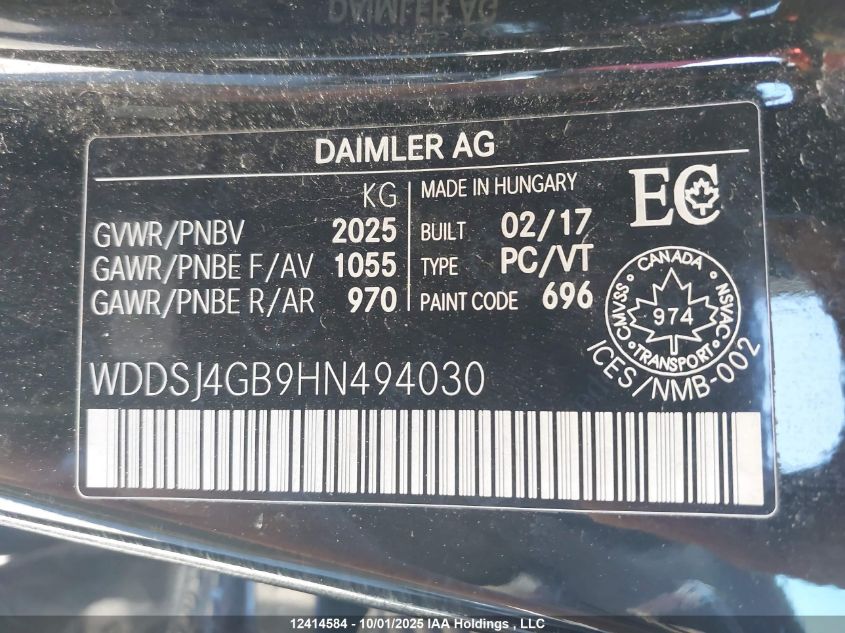 DAIMLER AG
DAIMLER AG
KG
GVWR/PNBV 2025
GAWR/PNBE F/AV 1055
GAWR/PNBE R/AR 970
MADE IN HUNGARY
BUILT 02/17
TYPE PC/VT
PAINT CODE 696
EC
CANADA
CMVSS
974
NSVAC
TRANSPORT
ICES/NMB-002
WDDSJ4GB9HN494030
12414584 - 10/01/2025 IAA Holdings, LLC